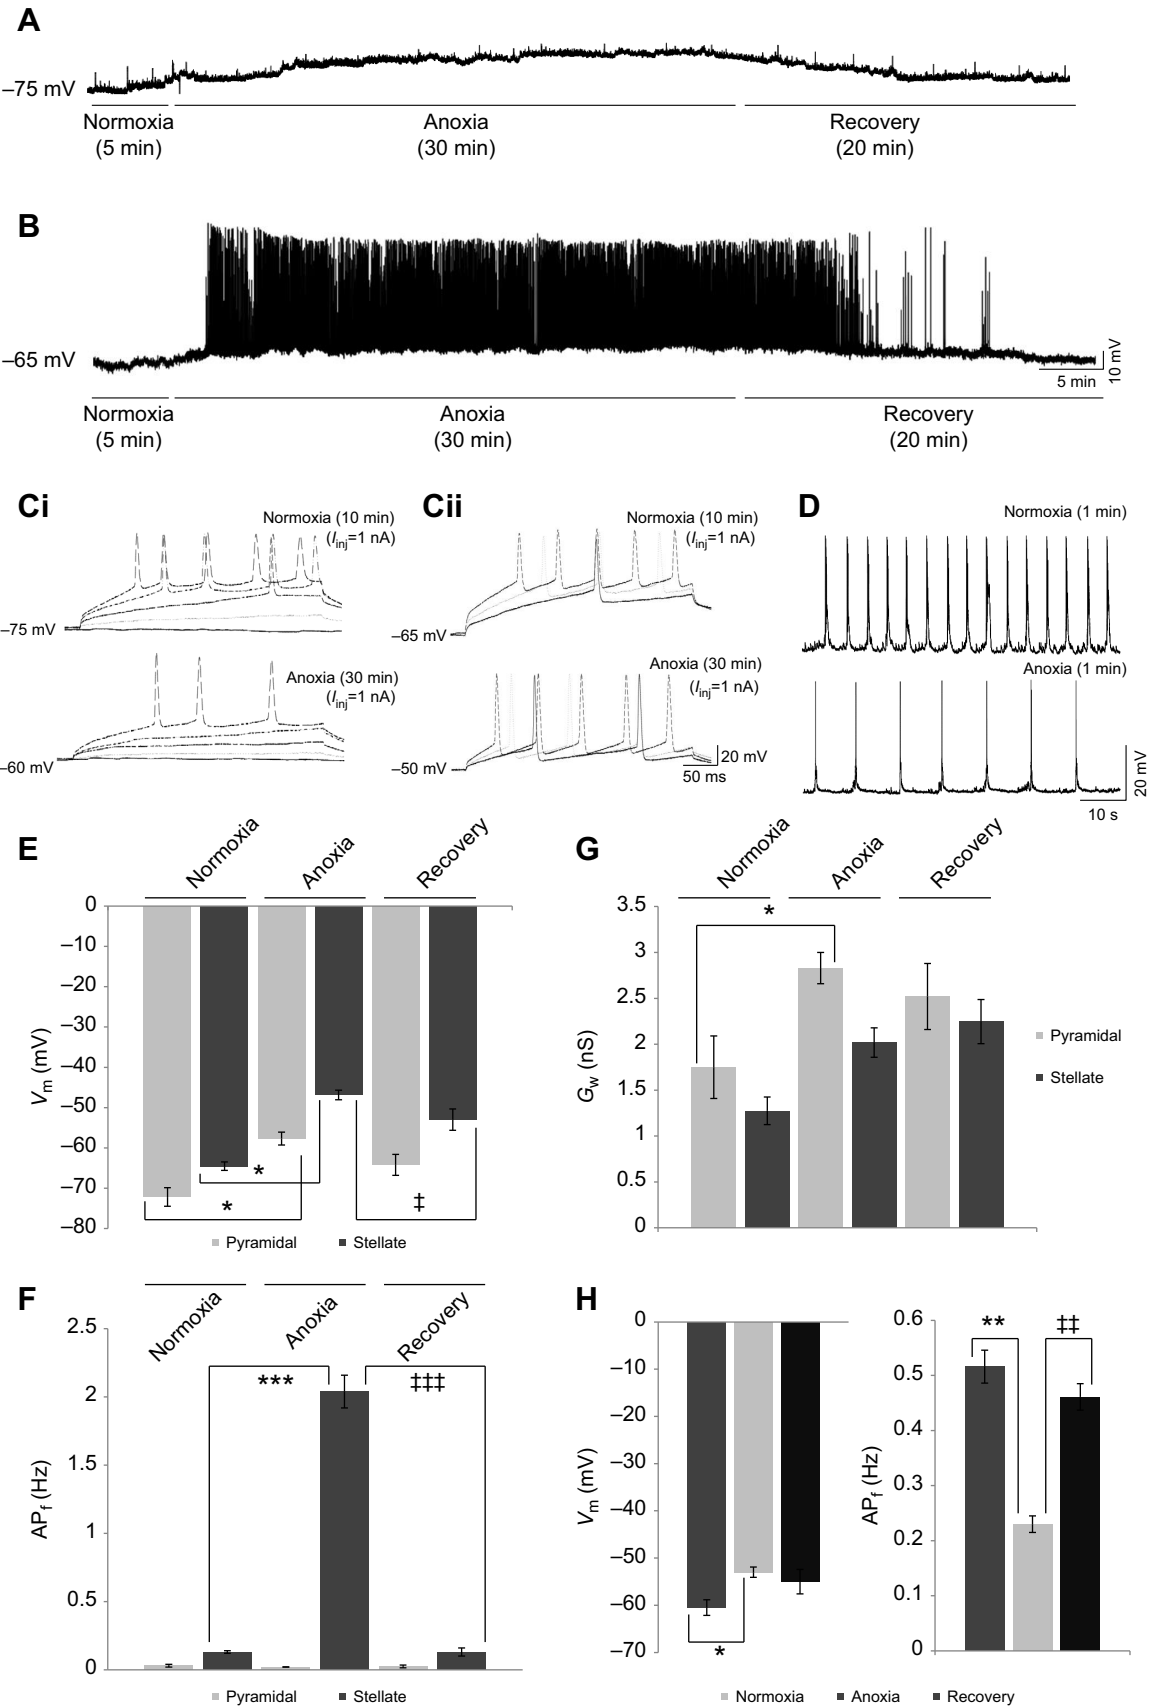 A
–75 mV
Normoxia
(5 min)
Anoxia
(30 min)
Recovery
(20 min)
B
–65 mV
10 mV
5 min
Normoxia
(5 min)
Anoxia
(30 min)
Recovery
(20 min)
Ci
Normoxia (10 min)
(Iinj=1 nA)
–75 mV
Anoxia (30 min)
(Iinj=1 nA)
–60 mV
Cii
Normoxia (10 min)
(Iinj=1 nA)
–65 mV
Anoxia (30 min)
(Iinj=1 nA)
–50 mV
20 mV
50 ms
D
Normoxia (1 min)
Anoxia (1 min)
20 mV
10 s
E
Normoxia
Anoxia
Recovery
0
–10
–20
–30
–40
–50
–60
–70
–80
Vm (mV)
*
*
‡
Pyramidal
Stellate
G
Normoxia
Anoxia
Recovery
3.5
3
2.5
2
1.5
1
0.5
0
Gw (nS)
*
Pyramidal
Stellate
F
Normoxia
Anoxia
Recovery
2.5
2
1.5
1
0.5
0
APf (Hz)
***
‡‡‡
Pyramidal
Stellate
H
0
–10
–20
–30
–40
–50
–60
–70
Vm (mV)
*
0.6
0.5
0.4
0.3
0.2
0.1
0
APf (Hz)
**
‡‡
Normoxia
Anoxia
Recovery